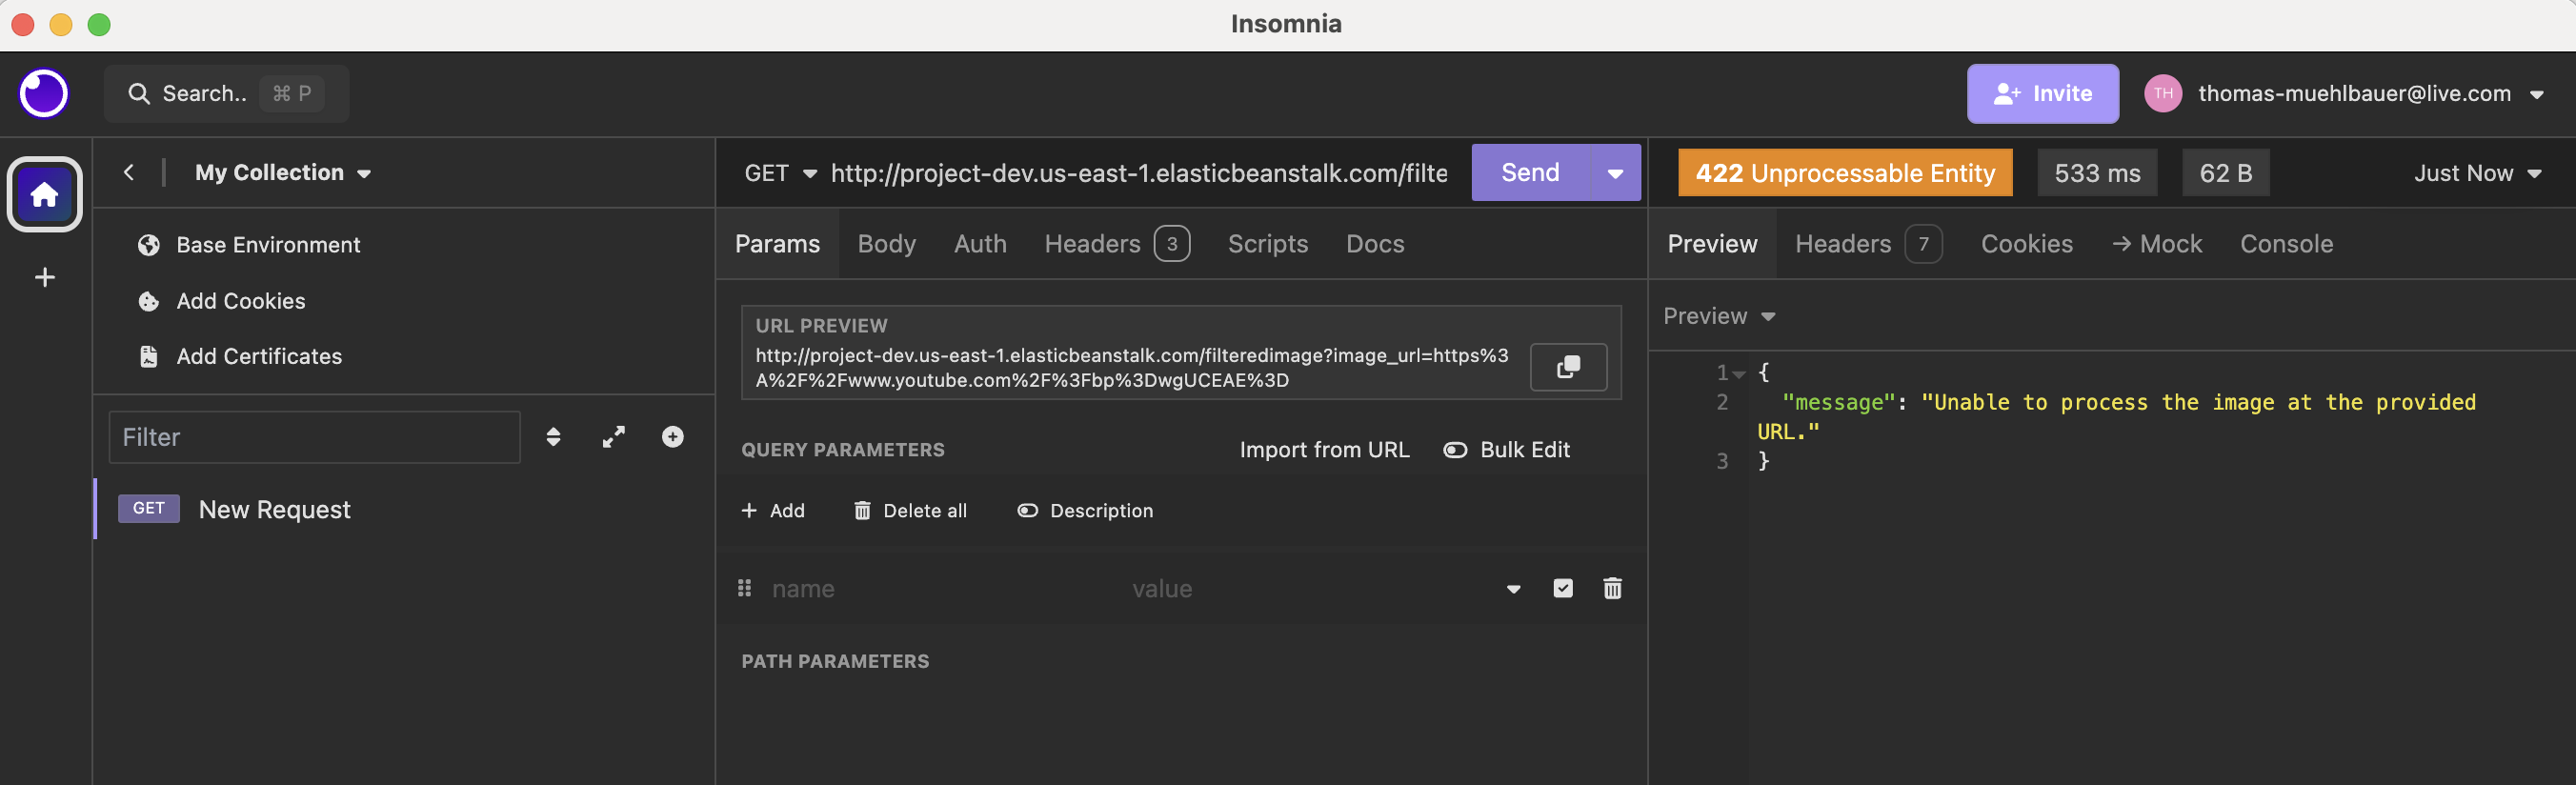 Insomnia
Search.. ⌘ P
Invite
TH
thomas-muehlbauer@live.com
My Collection
Base Environment
Add Cookies
Add Certificates
Filter
GET New Request
GET http://project-dev.us-east-1.elasticbeanstalk.com/filte
Send
Params Body Auth Headers 3 Scripts Docs
URL PREVIEW
http://project-dev.us-east-1.elasticbeanstalk.com/filteredimage?image_url=https%3
A%2F%2Fwww.youtube.com%2F%3Fbp%3DwgUCEAE%3D
QUERY PARAMETERS Import from URL Bulk Edit
Add Delete all Description
name value
PATH PARAMETERS
422 Unprocessable Entity 533 ms 62 B Just Now
Preview Headers 7 Cookies → Mock Console
Preview
1 {
2 "message": "Unable to process the image at the provided
URL."
3 }